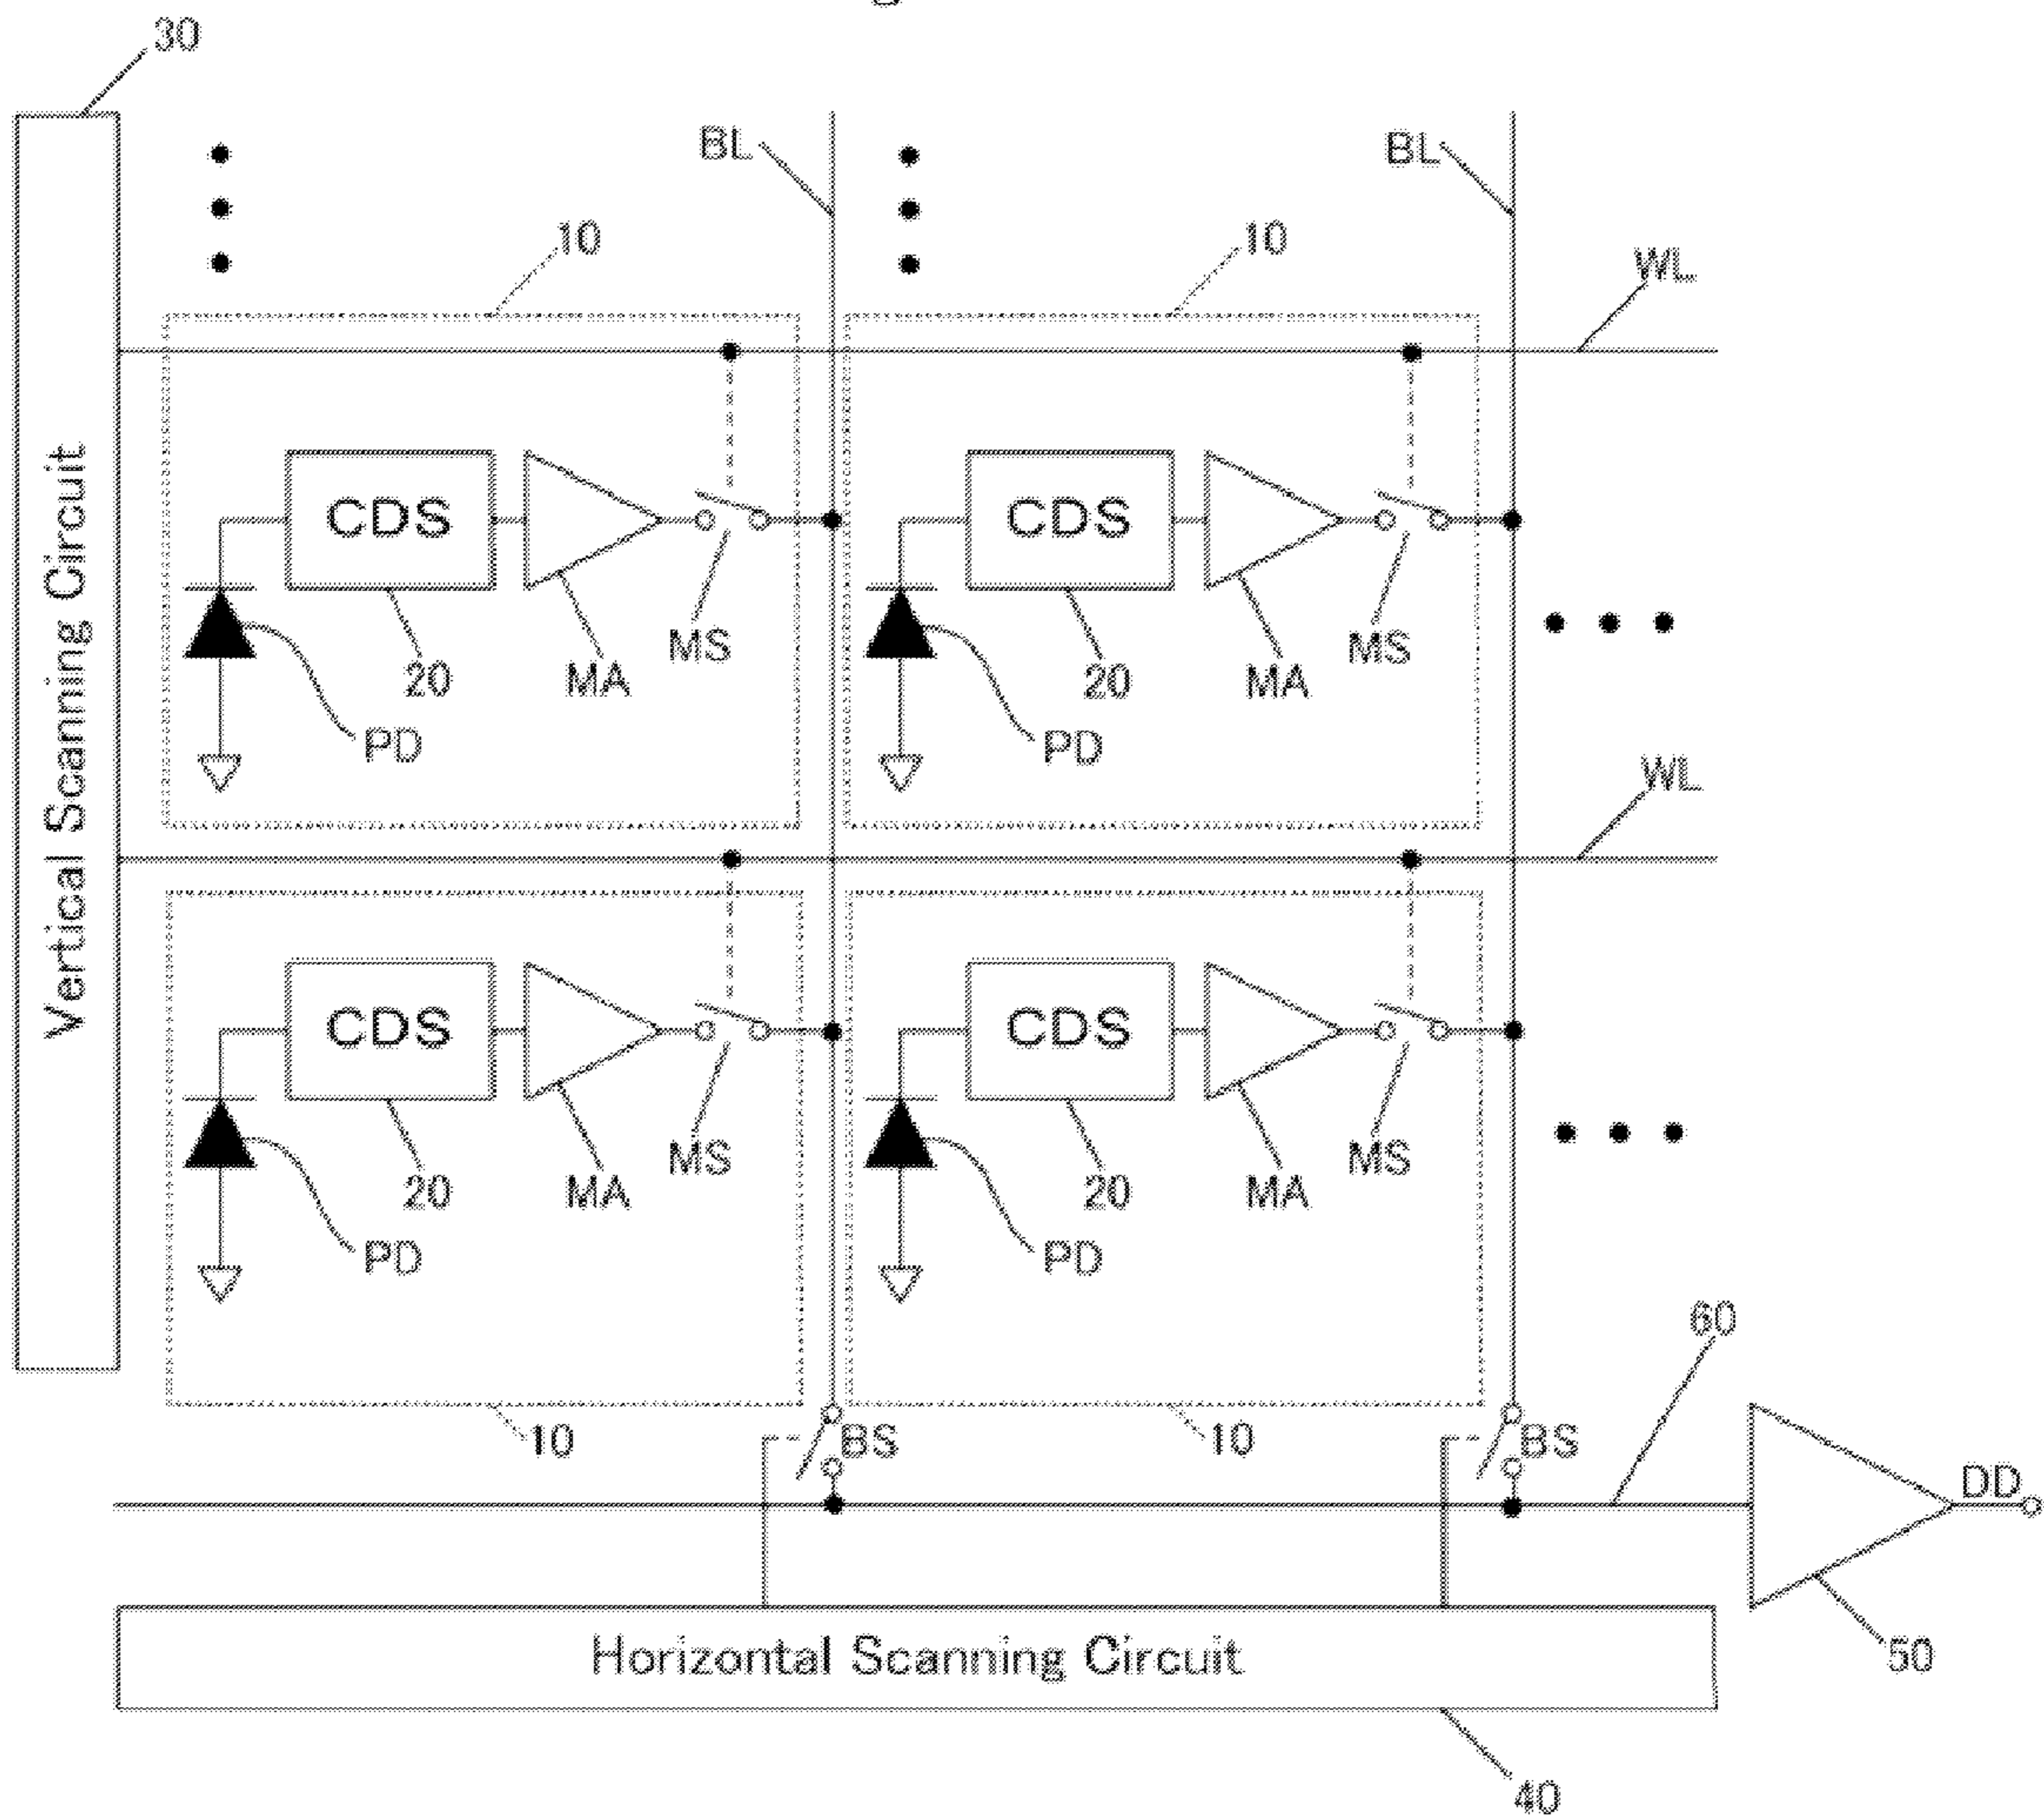 30
BL
BL
10
10
WL
CDS
CDS
MS
MS
20
MA
20
MA
PD
PD
WL
Vertical Scanning Circuit
CDS
CDS
MS
MS
20
MA
20
MA
PD
PD
60
10
BS
10
BS
DD
Horizontal Scanning Circuit
50
40